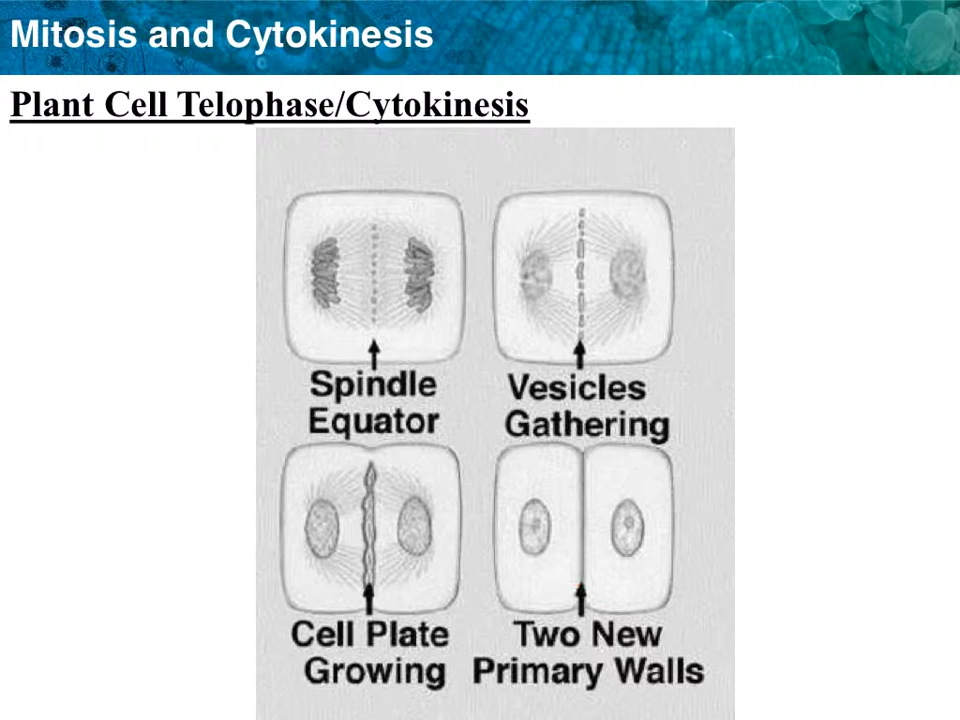 Mitosis and Cytokinesis
Plant Cell Telophase/Cytokinesis
Spindle
Equator
Vesicles
Gathering
Cell Plate
Growing
Two New
Primary Walls